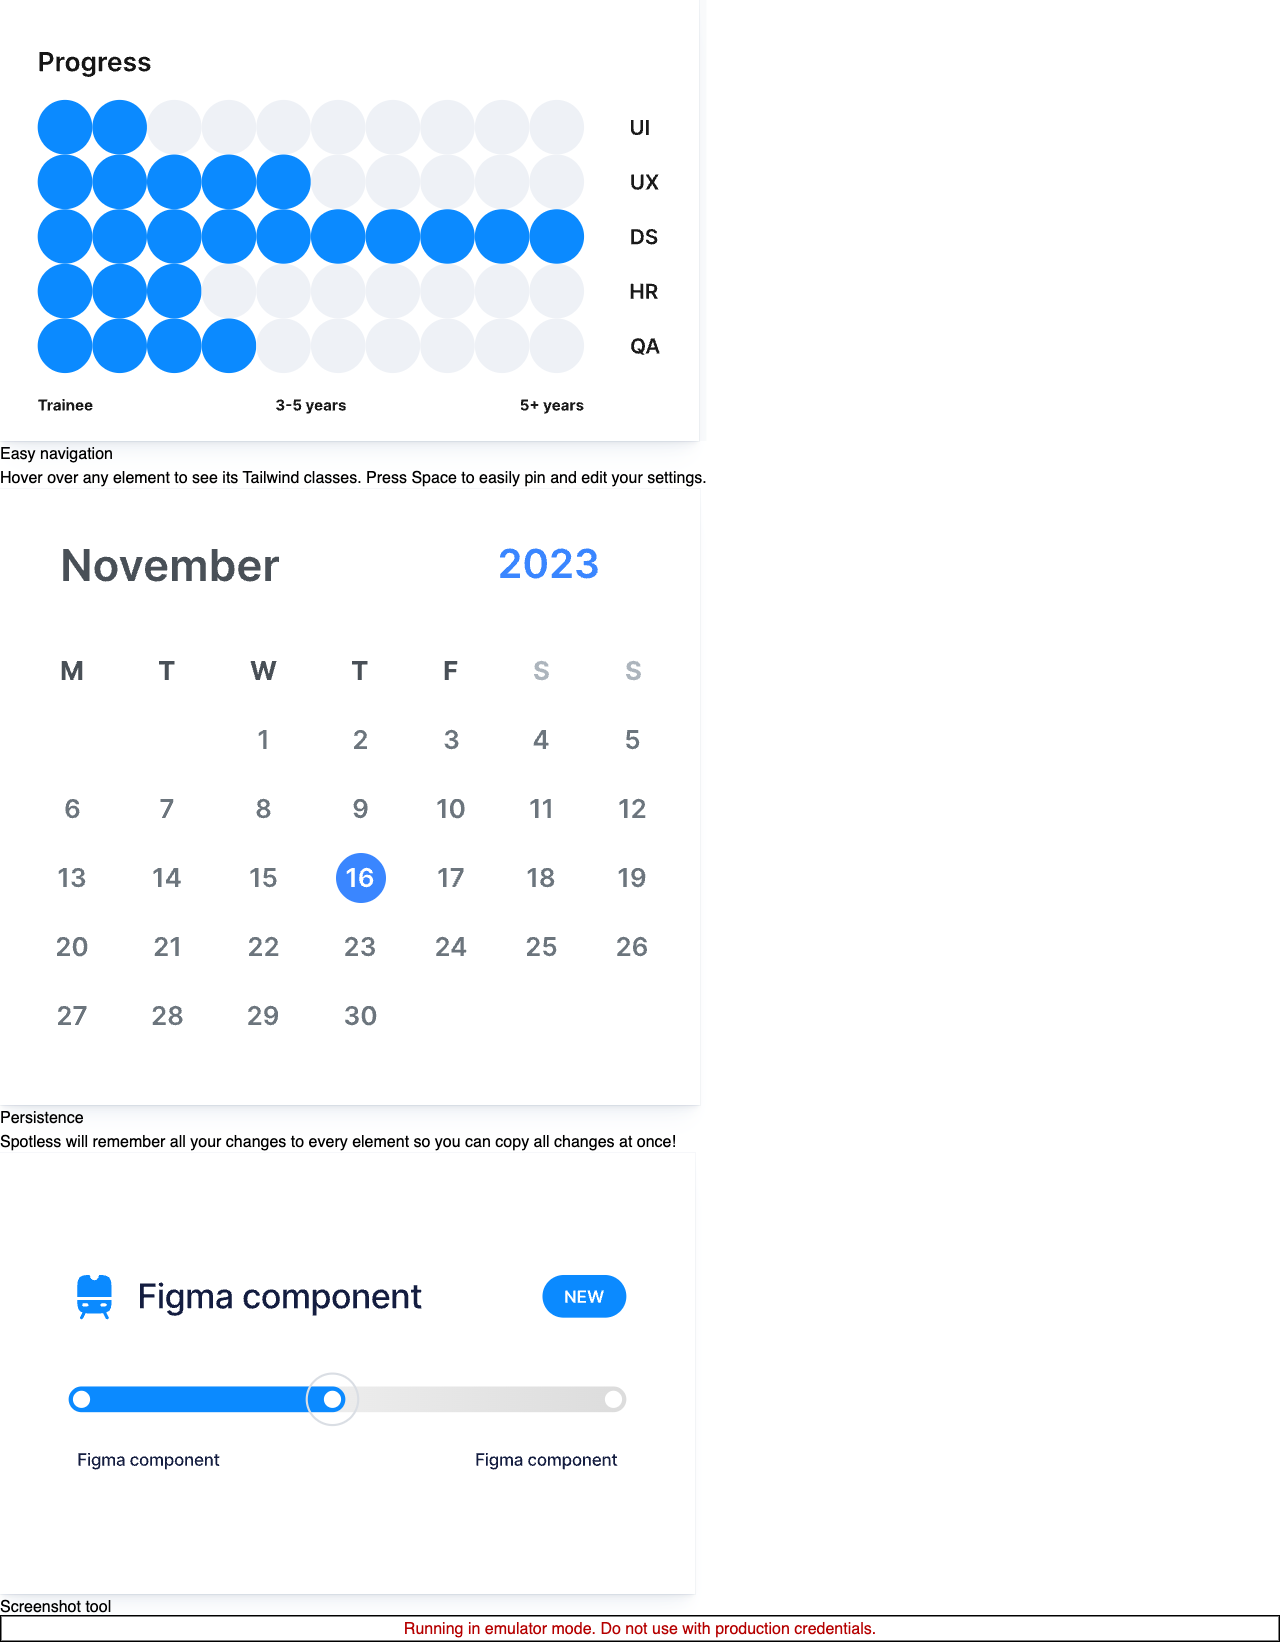 Progress
UI
UX
DS
HR
QA
Trainee 3-5 years 5+ years
Easy navigation
Hover over any element to see its Tailwind classes. Press Space to easily pin and edit your settings.
November 2023
M T W T F S S
1 2 3 4 5
6 7 8 9 10 11 12
13 14 15 16 17 18 19
20 21 22 23 24 25 26
27 28 29 30
Persistence
Spotless will remember all your changes to every element so you can copy all changes at once!
Figma component NEW
Figma component Figma component
Screenshot tool
Running in emulator mode. Do not use with production credentials.